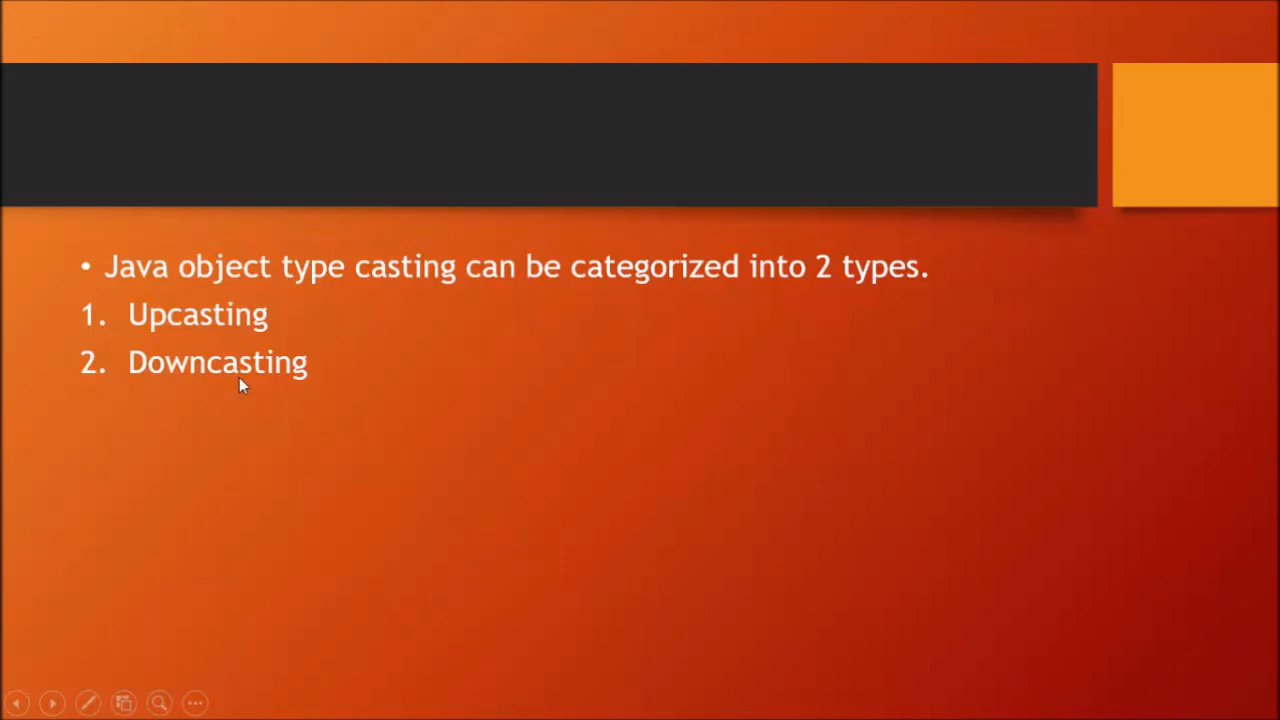 • Java object type casting can be categorized into 2 types.
1. Upcasting
2. Downcasting